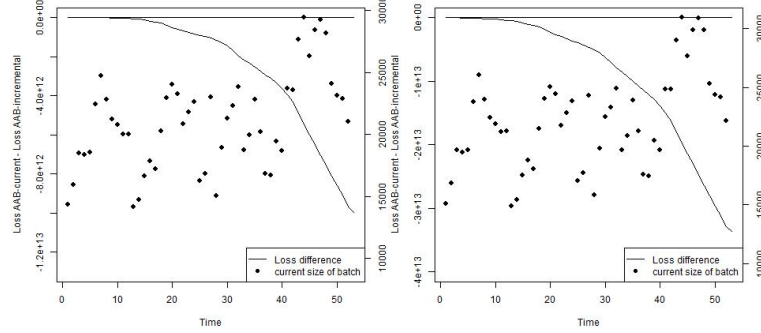 Loss AAB-current - Loss AAB-incremental
0.0e+00
-4.0e+12
-8.0e+12
-1.2e+13
30000
25000
20000
15000
10000
Loss difference
current size of batch
0 10 20 30 40 50
Time
Loss AAB-current - Loss AAB-incremental
0e+00
-1e+13
-2e+13
-3e+13
-4e+13
30000
25000
20000
15000
10000
Loss difference
current size of batch
0 10 20 30 40 50
Time